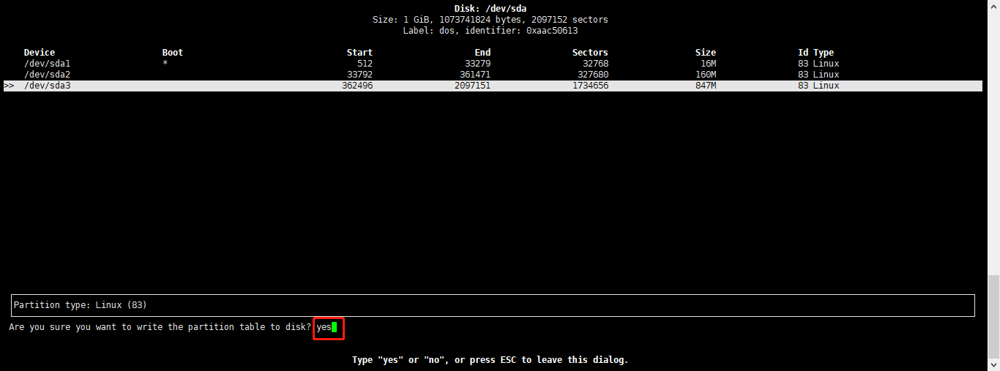 Disk: /dev/sda
Size: 1 GiB, 1073741824 bytes, 2097152 sectors
Label: dos, identifier: 0xaac50613
Device Boot Start End Sectors Size Id Type
/dev/sda1 * 512 33279 32768 16M 83 Linux
/dev/sda2 33792 361471 327680 160M 83 Linux
>> /dev/sda3 362496 2097151 1734656 847M 83 Linux
Partition type: Linux (83)
Are you sure you want to write the partition table to disk? yes
Type "yes" or "no", or press ESC to leave this dialog.